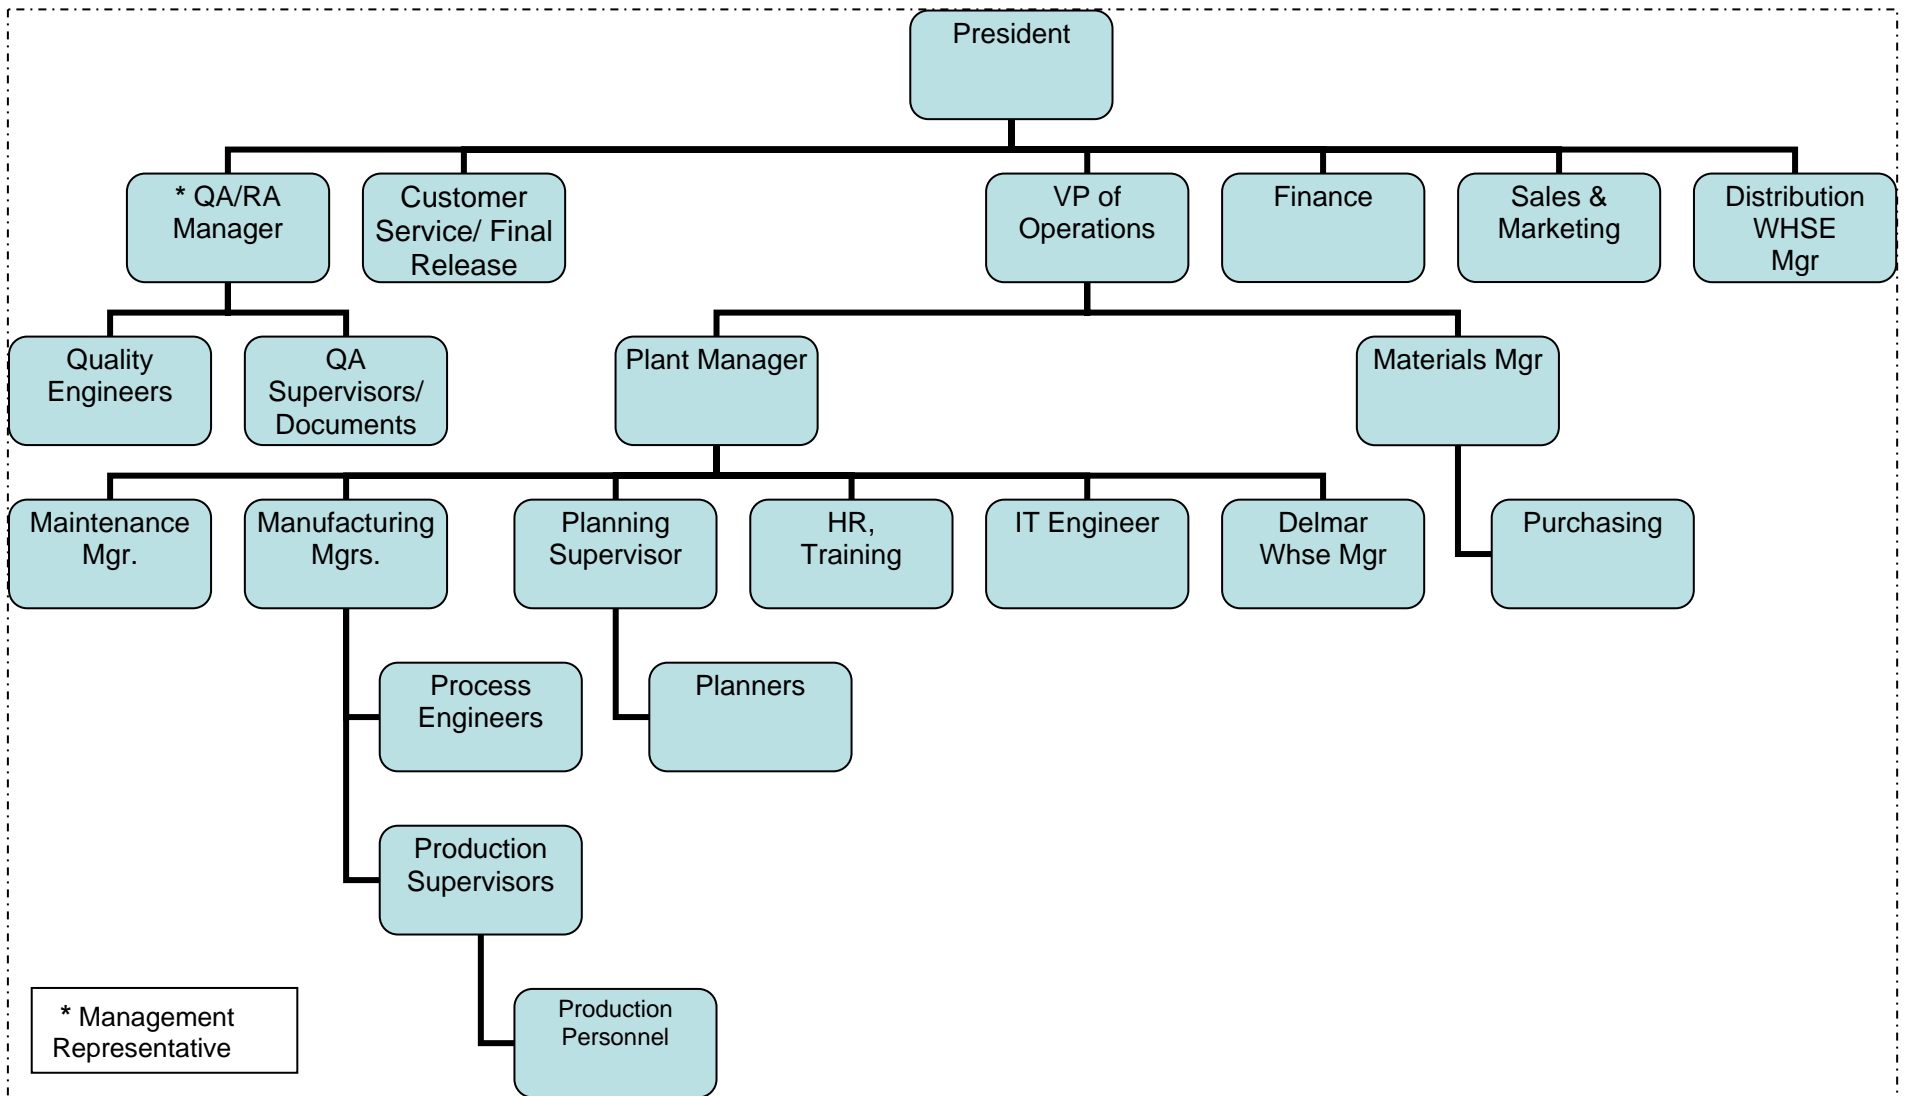 President
* QA/RA
Manager
Customer
Service/ Final
Release
VP of
Operations
Finance
Sales &
Marketing
Distribution
WHSE
Mgr
Quality
Engineers
QA
Supervisors/
Documents
Plant Manager
Materials Mgr
Maintenance
Mgr.
Manufacturing
Mgrs.
Planning
Supervisor
HR,
Training
IT Engineer
Delmar
Whse Mgr
Purchasing
Process
Engineers
Planners
Production
Supervisors
Production
Personnel
* Management
Representative